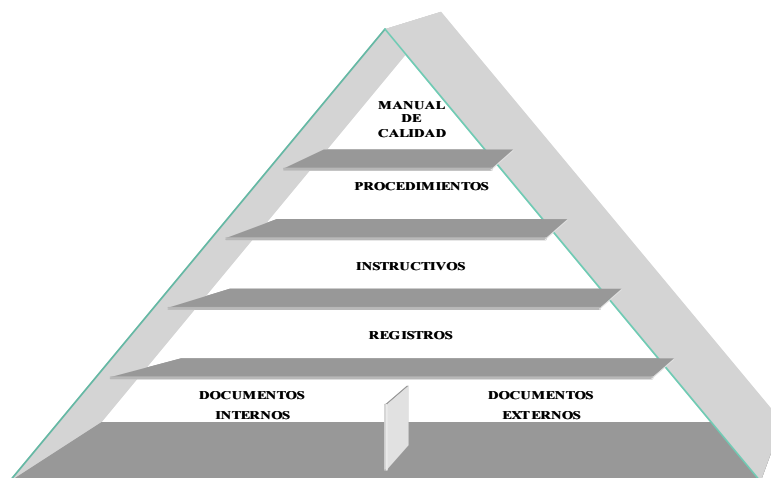 MANUAL
DE
CALIDAD
PROCEDIMIENTOS
INSTRUCTIVOS
REGISTROS
DOCUMENTOS
INTERNOS
DOCUMENTOS
EXTERNOS